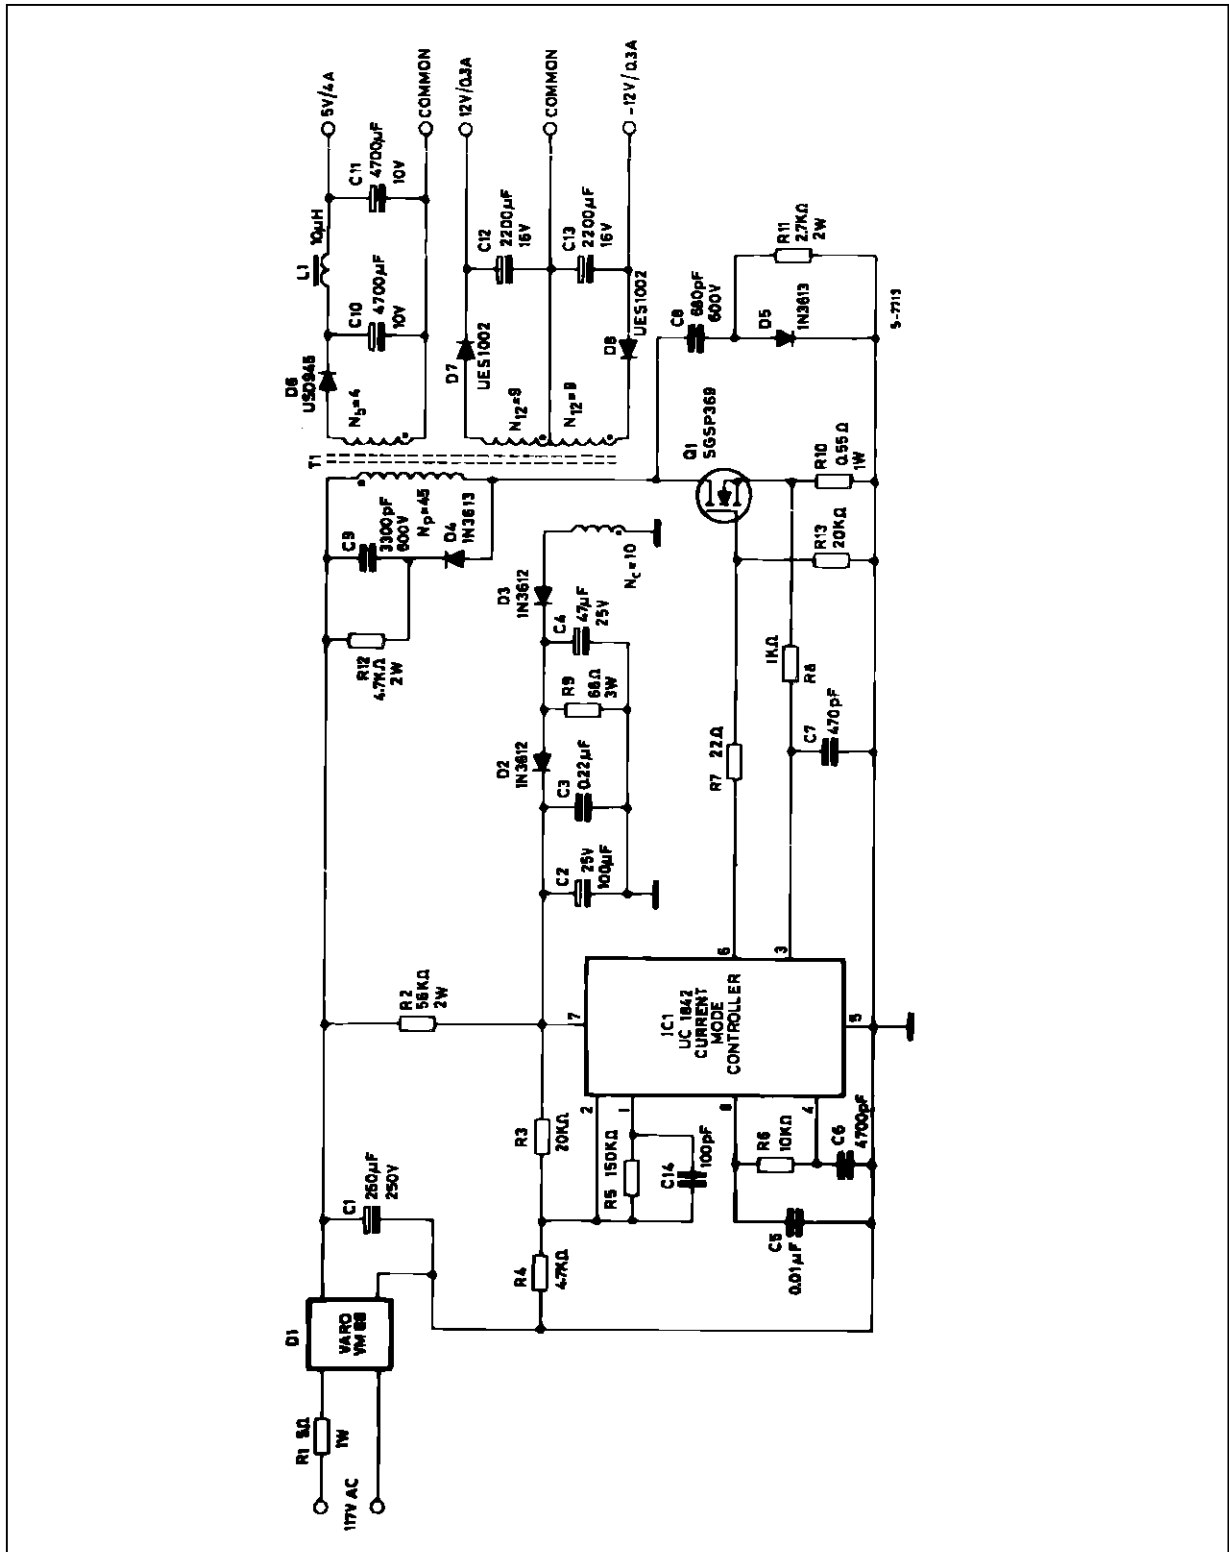 117V AC
R1 5Ω
1W
D1
VARO
VM 68
C1
250µF
250V
R2
56KΩ
2W
R12
4.7KΩ
2W
C9
3300pF
600V
Np=45
D4
1N3613
T1
D6
USD945
N5=4
C10
4700µF
10V
L1
10µH
C11
4700µF
10V
5V/4A
COMMON
D7
UES1002
N12=9
N12=9
C12
2200µF
16V
C13
2200µF
16V
D8
UES1002
12V/0.3A
COMMON
-12V/0.3A
R4
4.7KΩ
R3
20KΩ
R5
150KΩ
C14
100pF
C5
0.01µF
R6
10KΩ
C6
4700pF
2
1
8
4
7
6
3
5
IC1
UC 1842
CURRENT
MODE
CONTROLLER
C2
25V
100µF
C3
0.22µF
D2
1N3612
R9
68Ω
3W
C4
47µF
25V
D3
1N3612
Nc=10
R7
22Ω
1KΩ
R8
C7
470pF
Q1
SGSP369
R13
20KΩ
R10
0.55Ω
1W
C8
680pF
600V
D5
1N3613
R11
2.7KΩ
2W
5-7713